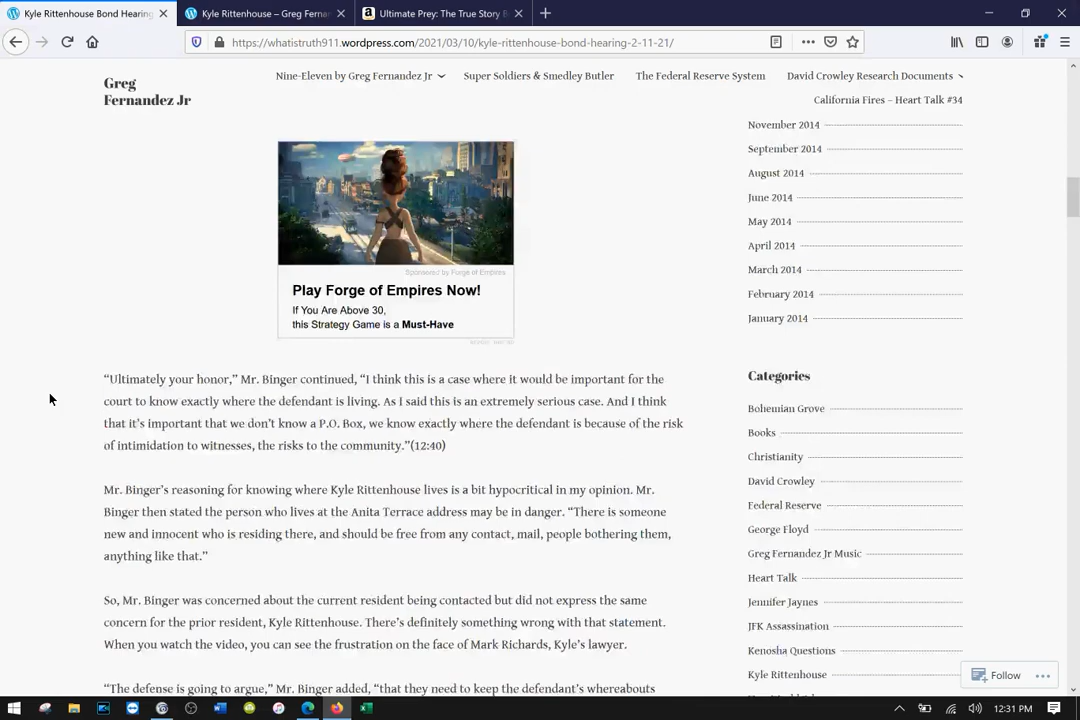 Kyle Rittenhouse Bond Hearing
Kyle Rittenhouse – Greg Fernan
Ultimate Prey: The True Story B
https://whatistruth911.wordpress.com/2021/03/10/kyle-rittenhouse-bond-hearing-2-11-21/
Greg
Fernandez Jr
Nine-Eleven by Greg Fernandez Jr
Super Soldiers & Smedley Butler
The Federal Reserve System
David Crowley Research Documents
California Fires – Heart Talk #34
Sponsored by Forge of Empires
Play Forge of Empires Now!
If You Are Above 30,
this Strategy Game is a Must-Have
“Ultimately your honor,” Mr. Binger continued, “I think this is a case where it would be important for the
court to know exactly where the defendant is living. As I said this is an extremely serious case. And I think
that it’s important that we don’t know a P.O. Box, we know exactly where the defendant is because of the risk
of intimidation to witnesses, the risks to the community.”(12:40)
Mr. Binger’s reasoning for knowing where Kyle Rittenhouse lives is a bit hypocritical in my opinion. Mr.
Binger then stated the person who lives at the Anita Terrace address may be in danger. “There is someone
new and innocent who is residing there, and should be free from any contact, mail, people bothering them,
anything like that.”
So, Mr. Binger was concerned about the current resident being contacted but did not express the same
concern for the prior resident, Kyle Rittenhouse. There’s definitely something wrong with that statement.
When you watch the video, you can see the frustration on the face of Mark Richards, Kyle’s lawyer.
“The defense is going to argue,” Mr. Binger added, “that they need to keep the defendant’s whereabouts
November 2014
September 2014
August 2014
June 2014
May 2014
April 2014
March 2014
February 2014
January 2014
Categories
Bohemian Grove
Books
Christianity
David Crowley
Federal Reserve
George Floyd
Greg Fernandez Jr Music
Heart Talk
Jennifer Jaynes
JFK Assassination
Kenosha Questions
Kyle Rittenhouse
Follow
12:31 PM